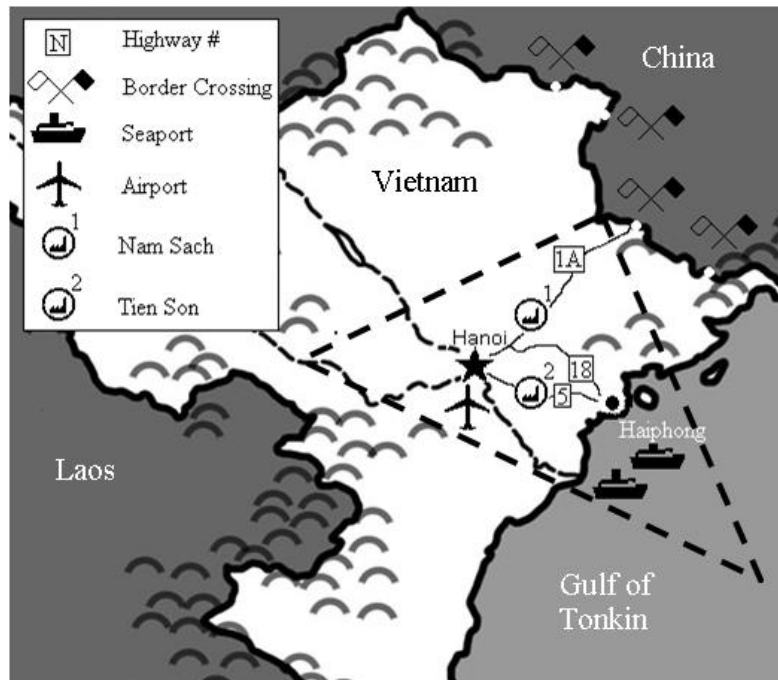 N
Highway #
Border Crossing
Seaport
Airport
1
Nam Sach
2
Tien Son
China
Vietnam
1A
1
Hanoi
18
2
5
Haiphong
Laos
Gulf of
Tonkin